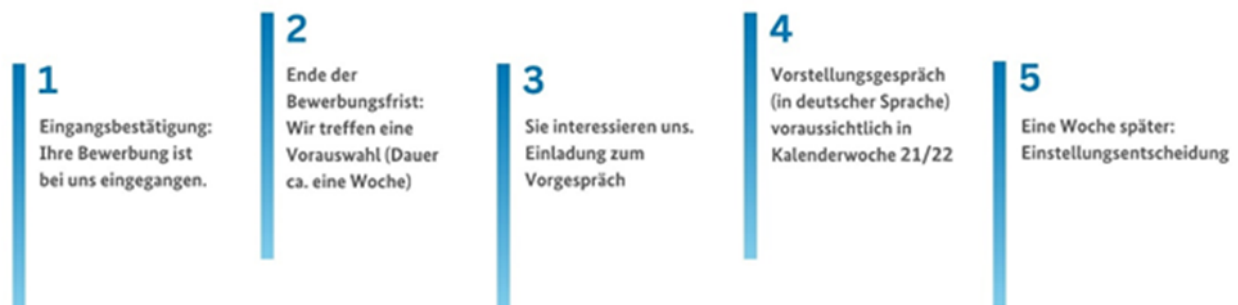 1
Eingangsbestätigung:
Ihre Bewerbung ist
bei uns eingegangen.
2
Ende der
Bewerbungsfrist:
Wir treffen eine
Vorauswahl (Dauer
ca. eine Woche)
3
Sie interessieren uns.
Einladung zum
Vorgespräch
4
Vorstellungsgespräch
(in deutscher Sprache)
voraussichtlich in
Kalenderwoche 21/22
5
Eine Woche später:
Einstellungsentscheidung